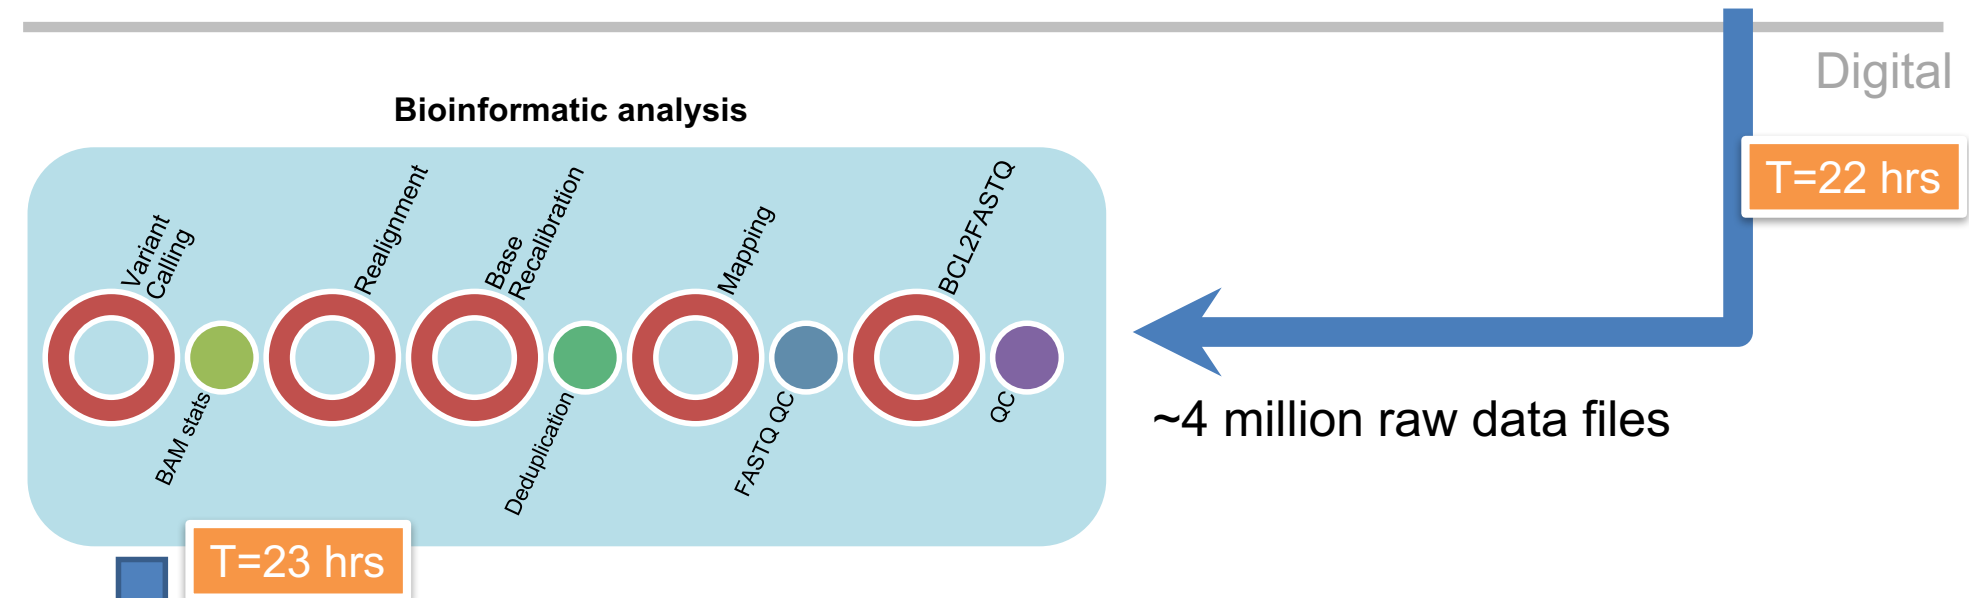 Digital
Bioinformatic analysis
T=22 hrs
Variant
Calling
Realignment
Base
Recalibration
Mapping
BCL2FASTQ
BAM stats
Deduplication
FASTQ QC
QC
~4 million raw data files
T=23 hrs